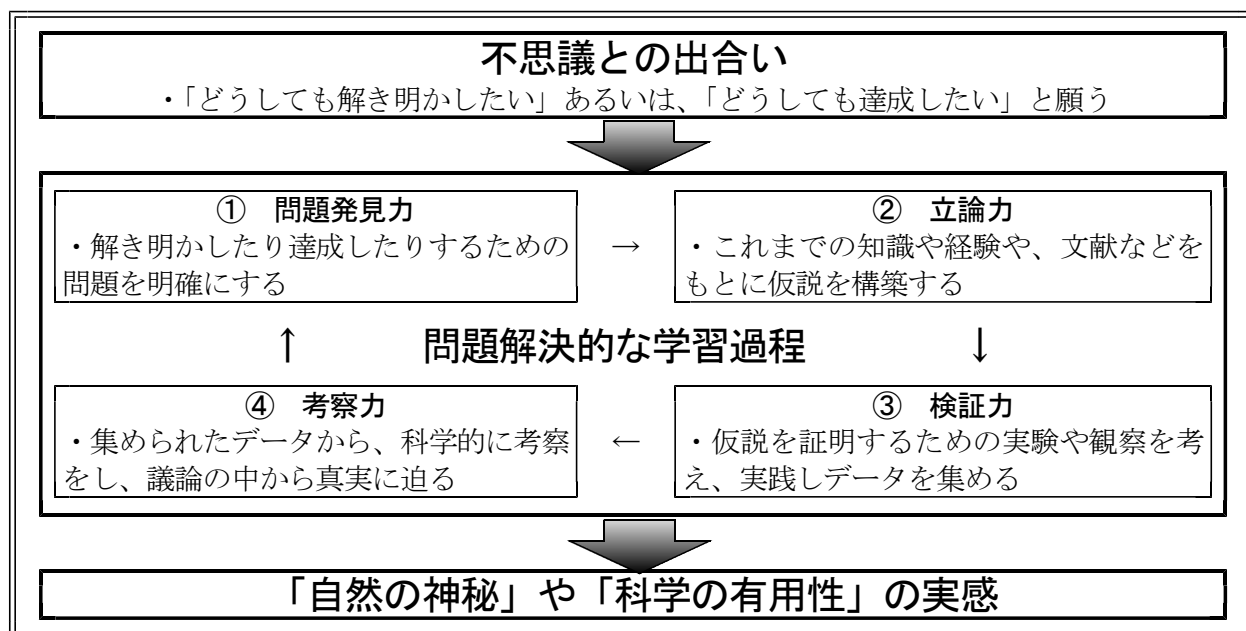 不思議との出合い
・「どうしても解き明かしたい」あるいは、「どうしても達成したい」と願う
① 問題発見力
・解き明かしたり達成したりするための
問題を明確にする
→
② 立論力
・これまでの知識や経験や、文献などを
もとに仮説を構築する
↑ 問題解決的な学習過程 ↓
④ 考察力
・集められたデータから、科学的に考察
をし、議論の中から真実に迫る
←
③ 検証力
・仮説を証明するための実験や観察を考
え、実践しデータを集める
「自然の神秘」や「科学の有用性」の実感